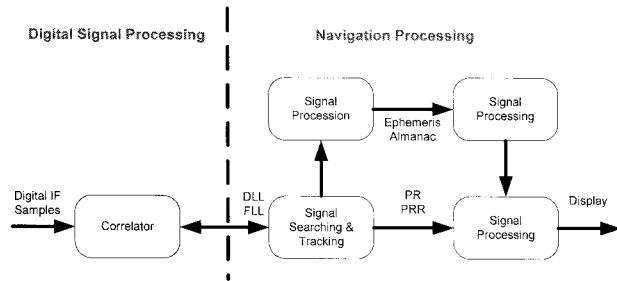 Digital Signal Processing
Navigation Processing
Signal
Procession
Ephemeris
Almanac
Signal
Processing
Digital IF
Samples
Correlator
DLL
FLL
Signal
Searching &
Tracking
PR
PRR
Signal
Processing
Display